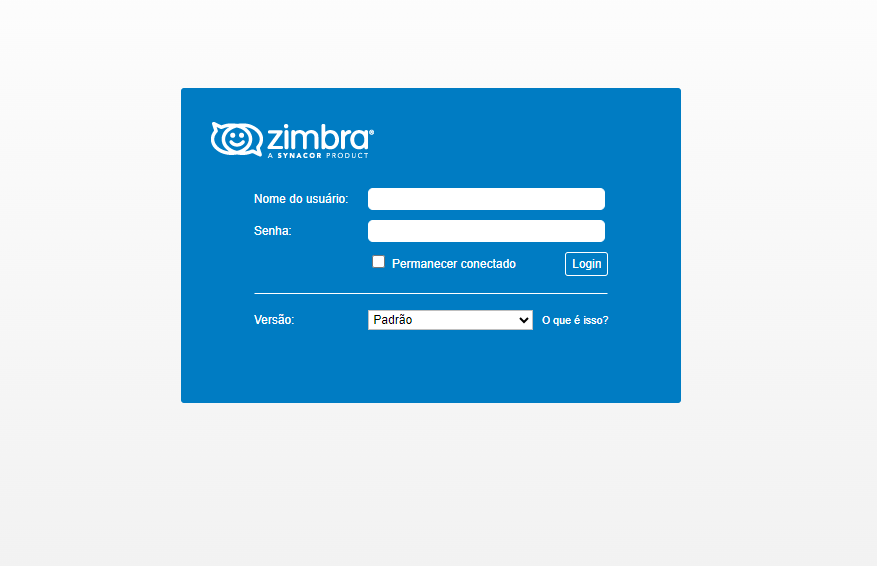 zimbra®
A SYNACOR PRODUCT
Nome do usuário:
Senha:
Permanecer conectado Login
Versão: Padrão O que é isso?